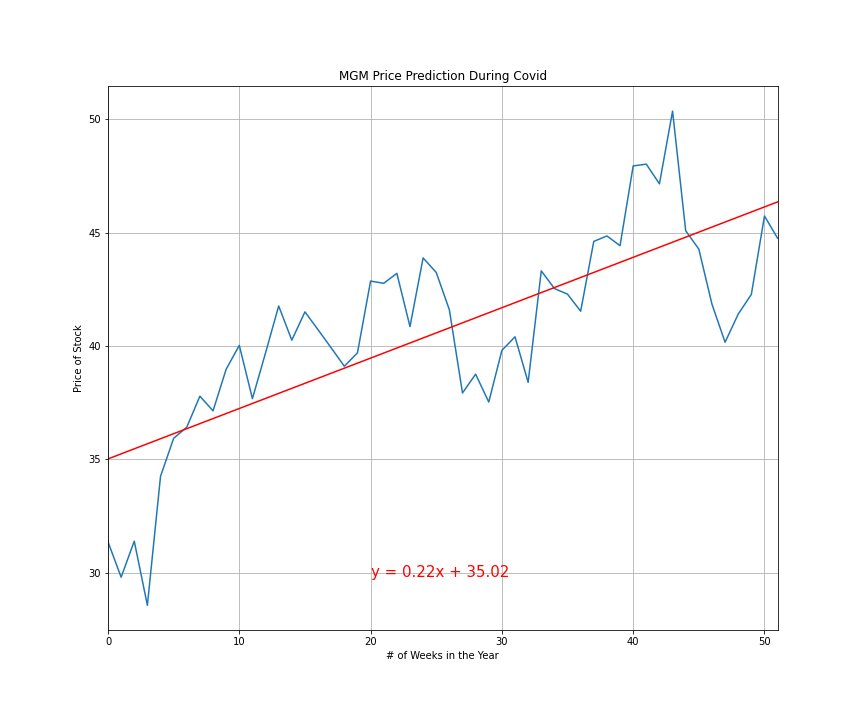 MGM Price Prediction During Covid
Price of Stock
50
45
40
35
30
y = 0.22x + 35.02
0 10 20 30 40 50
# of Weeks in the Year